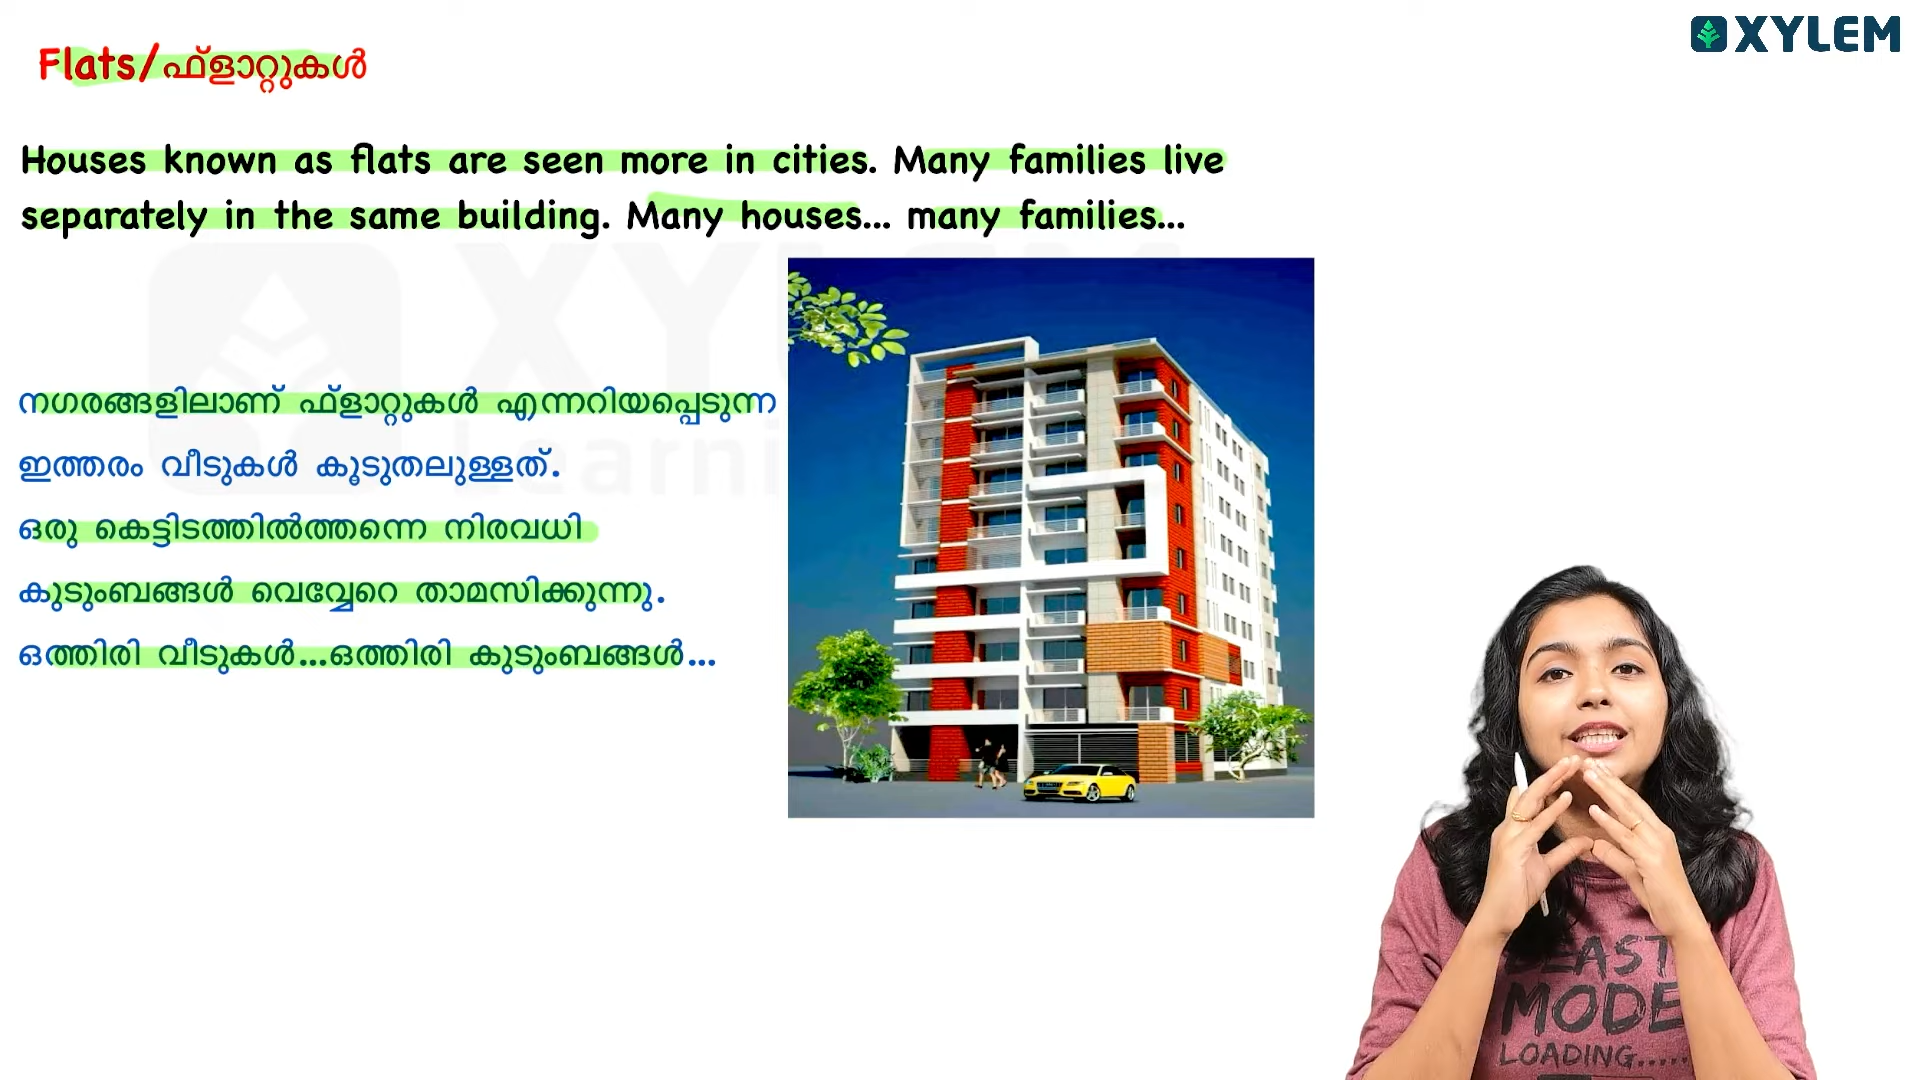 Flats/ഫ്ളാറ്റുകൾ
XYLEM
Houses known as flats are seen more in cities. Many families live
separately in the same building. Many houses... many families...
നഗരങ്ങളിലാണ് ഫ്ളാറ്റുകൾ എന്നറിയപ്പെടുന്ന
ഇത്തരം വീടുകൾ കൂടുതലുള്ളത്.
ഒരു കെട്ടിടത്തിൽത്തന്നെ നിരവധി
കുടുംബങ്ങൾ വെവ്വേറെ താമസിക്കുന്നു.
ഒത്തിരി വീടുകൾ...ഒത്തിരി കുടുംബങ്ങൾ...
BEAST
MODE
LOADING.....